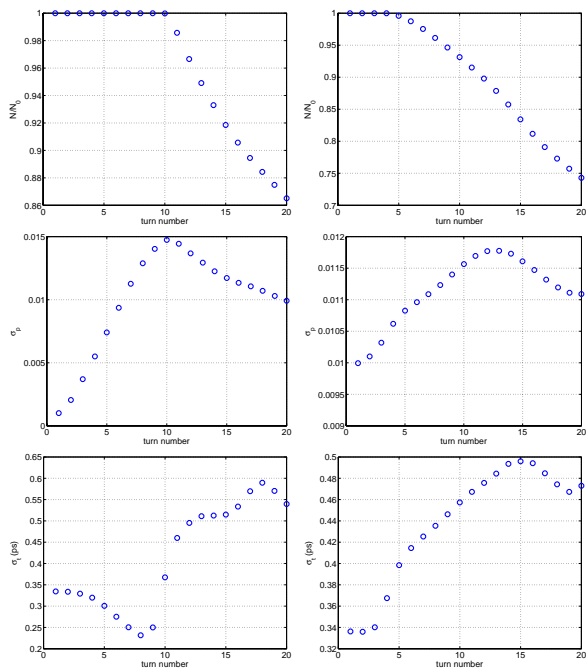 1
0.98
0.96
0.94
0.92
0.9
0.88
0.86
0 5 10 15 20
turn number
N/N0
1
0.95
0.9
0.85
0.8
0.75
0.7
0 5 10 15 20
turn number
N/N0
0.015
0.01
0.005
0
0 5 10 15 20
turn number
σp
0.012
0.0115
0.011
0.0105
0.01
0.0095
0.009
0 5 10 15 20
turn number
σp
0.65
0.6
0.55
0.5
0.45
0.4
0.35
0.3
0.25
0.2
0 5 10 15 20
turn number
σt (ps)
0.5
0.48
0.46
0.44
0.42
0.4
0.38
0.36
0.34
0.32
0 5 10 15 20
turn number
σt (ps)